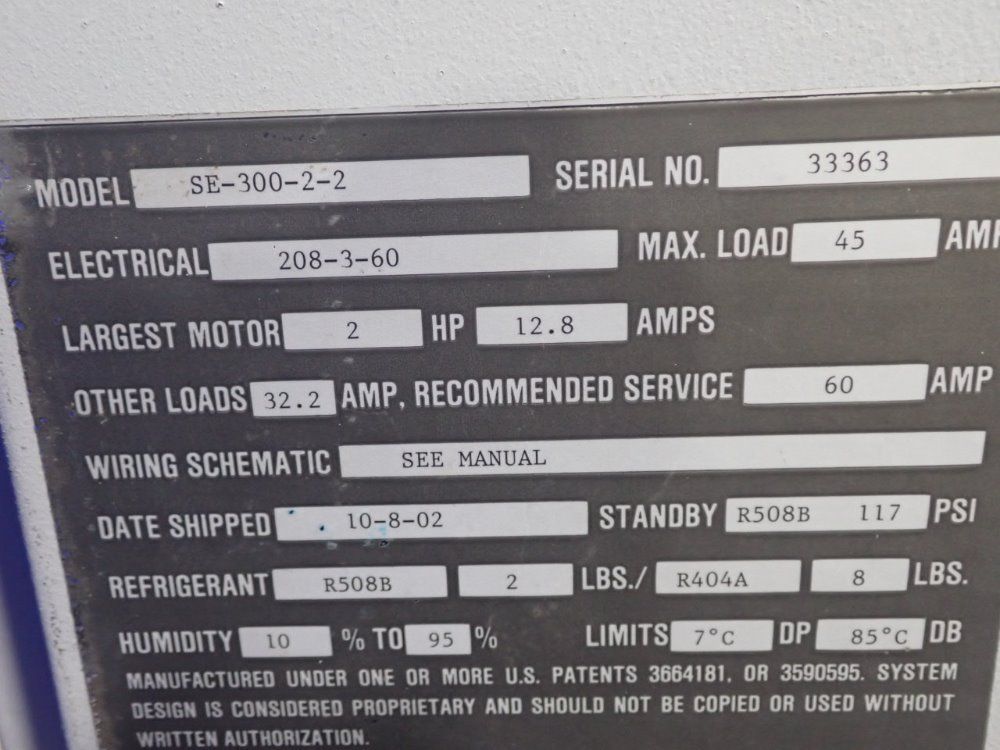 MODEL SE-300-2-2 SERIAL NO. 33363
ELECTRICAL 208-3-60 MAX. LOAD 45 AMP
LARGEST MOTOR 2 HP 12.8 AMPS
OTHER LOADS 32.2 AMP, RECOMMENDED SERVICE 60 AMP
WIRING SCHEMATIC SEE MANUAL
DATE SHIPPED 10-8-02 STANDBY R508B 117 PSI
REFRIGERANT R508B 2 LBS./ R404A 8 LBS.
HUMIDITY 10 % TO 95 % LIMITS 7°C DP 85°C DB
MANUFACTURED UNDER ONE OR MORE U.S. PATENTS 3664181, OR 3590595. SYSTEM
DESIGN IS CONSIDERED PROPRIETARY AND SHOULD NOT BE COPIED OR USED WITHOUT
WRITTEN AUTHORIZATION.